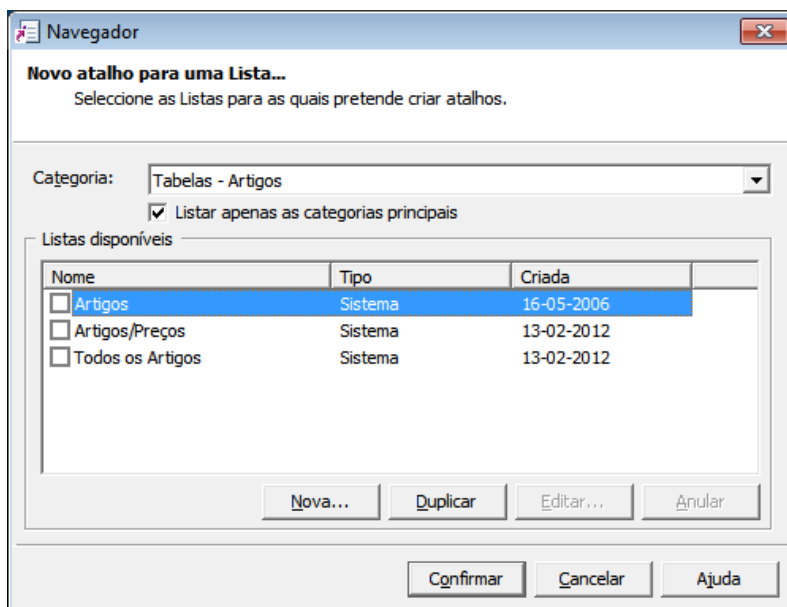 Navegador
Novo atalho para uma Lista...
Seleccione as Listas para as quais pretende criar atalhos.
Categoria: Tabelas - Artigos
Listar apenas as categorias principais
Listas disponíveis
Nome Tipo Criada
Artigos Sistema 16-05-2006
Artigos/Preços Sistema 13-02-2012
Todos os Artigos Sistema 13-02-2012
Nova... Duplicar Editar... Anular
Confirmar Cancelar Ajuda